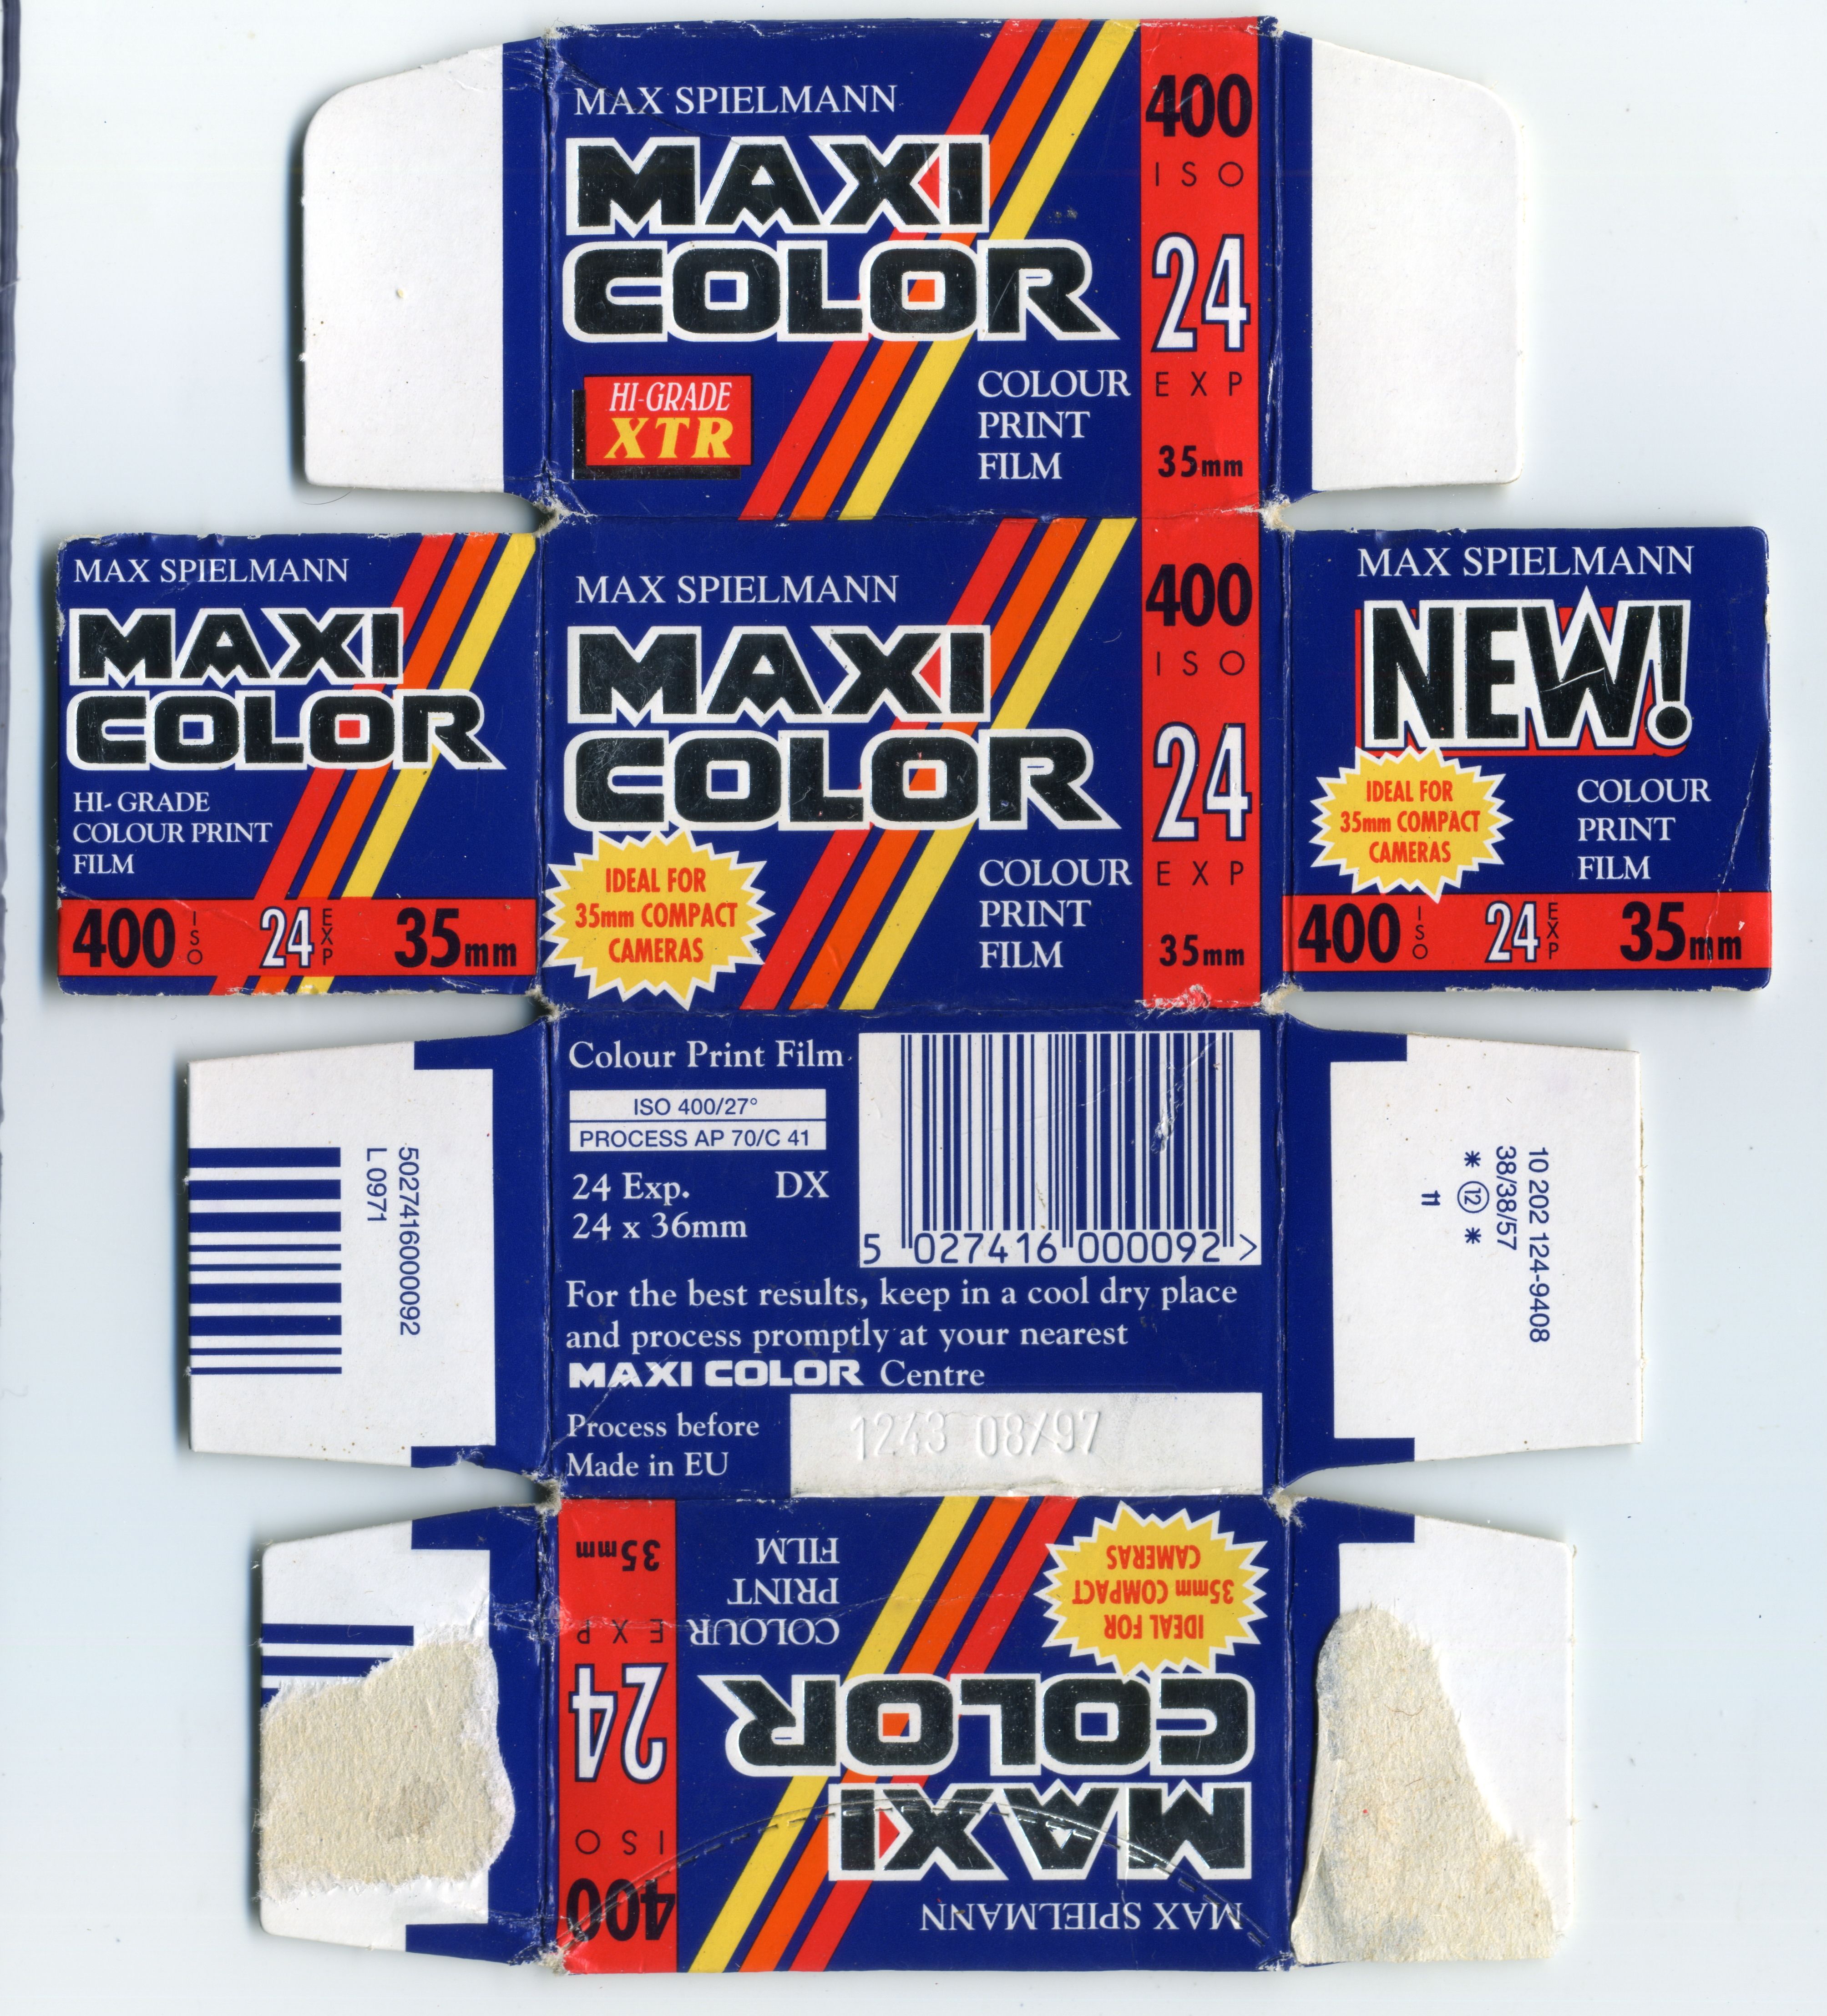 MAX SPIELMANN
MAXI
COLOR
HI-GRADE
XTR
COLOUR
PRINT
FILM
400
ISO
24
EXP
35mm
MAX SPIELMANN
MAXI
COLOR
HI-GRADE
COLOUR PRINT
FILM
400 ISO 24 EXP 35mm
MAX SPIELMANN
MAXI
COLOR
IDEAL FOR
35mm COMPACT
CAMERAS
COLOUR
PRINT
FILM
400
ISO
24
EXP
35mm
MAX SPIELMANN
NEW!
IDEAL FOR
35mm COMPACT
CAMERAS
COLOUR
PRINT
FILM
400 ISO 24 EXP 35mm
5027416000092
L 0971
Colour Print Film
ISO 400/27°
PROCESS AP 70/C 41
24 Exp. DX
24 x 36mm
5 027416 000092 >
For the best results, keep in a cool dry place
and process promptly at your nearest
MAXI COLOR Centre
Process before 1243 08/97
Made in EU
10 202 124-9408
38/38/57
* 12 *
11
MAX SPIELMANN
MAXI
COLOR
IDEAL FOR
35mm COMPACT
CAMERAS
COLOUR
PRINT
FILM
400
ISO
24
EXP
35mm